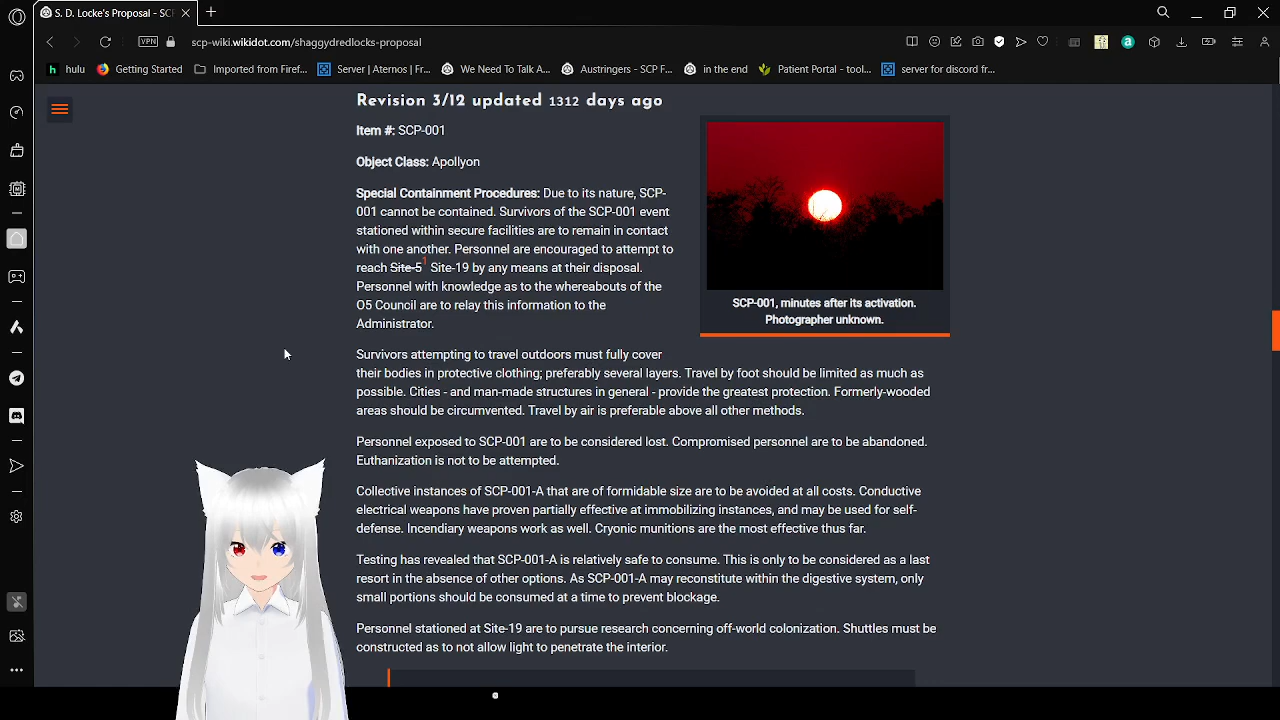 S. D. Locke's Proposal - SCP
VPN
scp-wiki.wikidot.com/shaggydredlocks-proposal
a
h hulu
Getting Started
Imported from Firef...
Server | Aternos | Fr...
We Need To Talk A...
Austringers - SCP F...
in the end
Patient Portal - tool...
server for discord fr...
Revision 3/12 updated 1312 days ago
Item #: SCP-001
Object Class: Apollyon
Special Containment Procedures: Due to its nature, SCP-
001 cannot be contained. Survivors of the SCP-001 event
stationed within secure facilities are to remain in contact
with one another. Personnel are encouraged to attempt to
reach Site-5¹ Site-19 by any means at their disposal.
Personnel with knowledge as to the whereabouts of the
O5 Council are to relay this information to the
Administrator.
SCP-001, minutes after its activation.
Photographer unknown.
Survivors attempting to travel outdoors must fully cover
their bodies in protective clothing; preferably several layers. Travel by foot should be limited as much as
possible. Cities - and man-made structures in general - provide the greatest protection. Formerly-wooded
areas should be circumvented. Travel by air is preferable above all other methods.
Personnel exposed to SCP-001 are to be considered lost. Compromised personnel are to be abandoned.
Euthanization is not to be attempted.
Collective instances of SCP-001-A that are of formidable size are to be avoided at all costs. Conductive
electrical weapons have proven partially effective at immobilizing instances, and may be used for self-
defense. Incendiary weapons work as well. Cryonic munitions are the most effective thus far.
Testing has revealed that SCP-001-A is relatively safe to consume. This is only to be considered as a last
resort in the absence of other options. As SCP-001-A may reconstitute within the digestive system, only
small portions should be consumed at a time to prevent blockage.
Personnel stationed at Site-19 are to pursue research concerning off-world colonization. Shuttles must be
constructed as to not allow light to penetrate the interior.